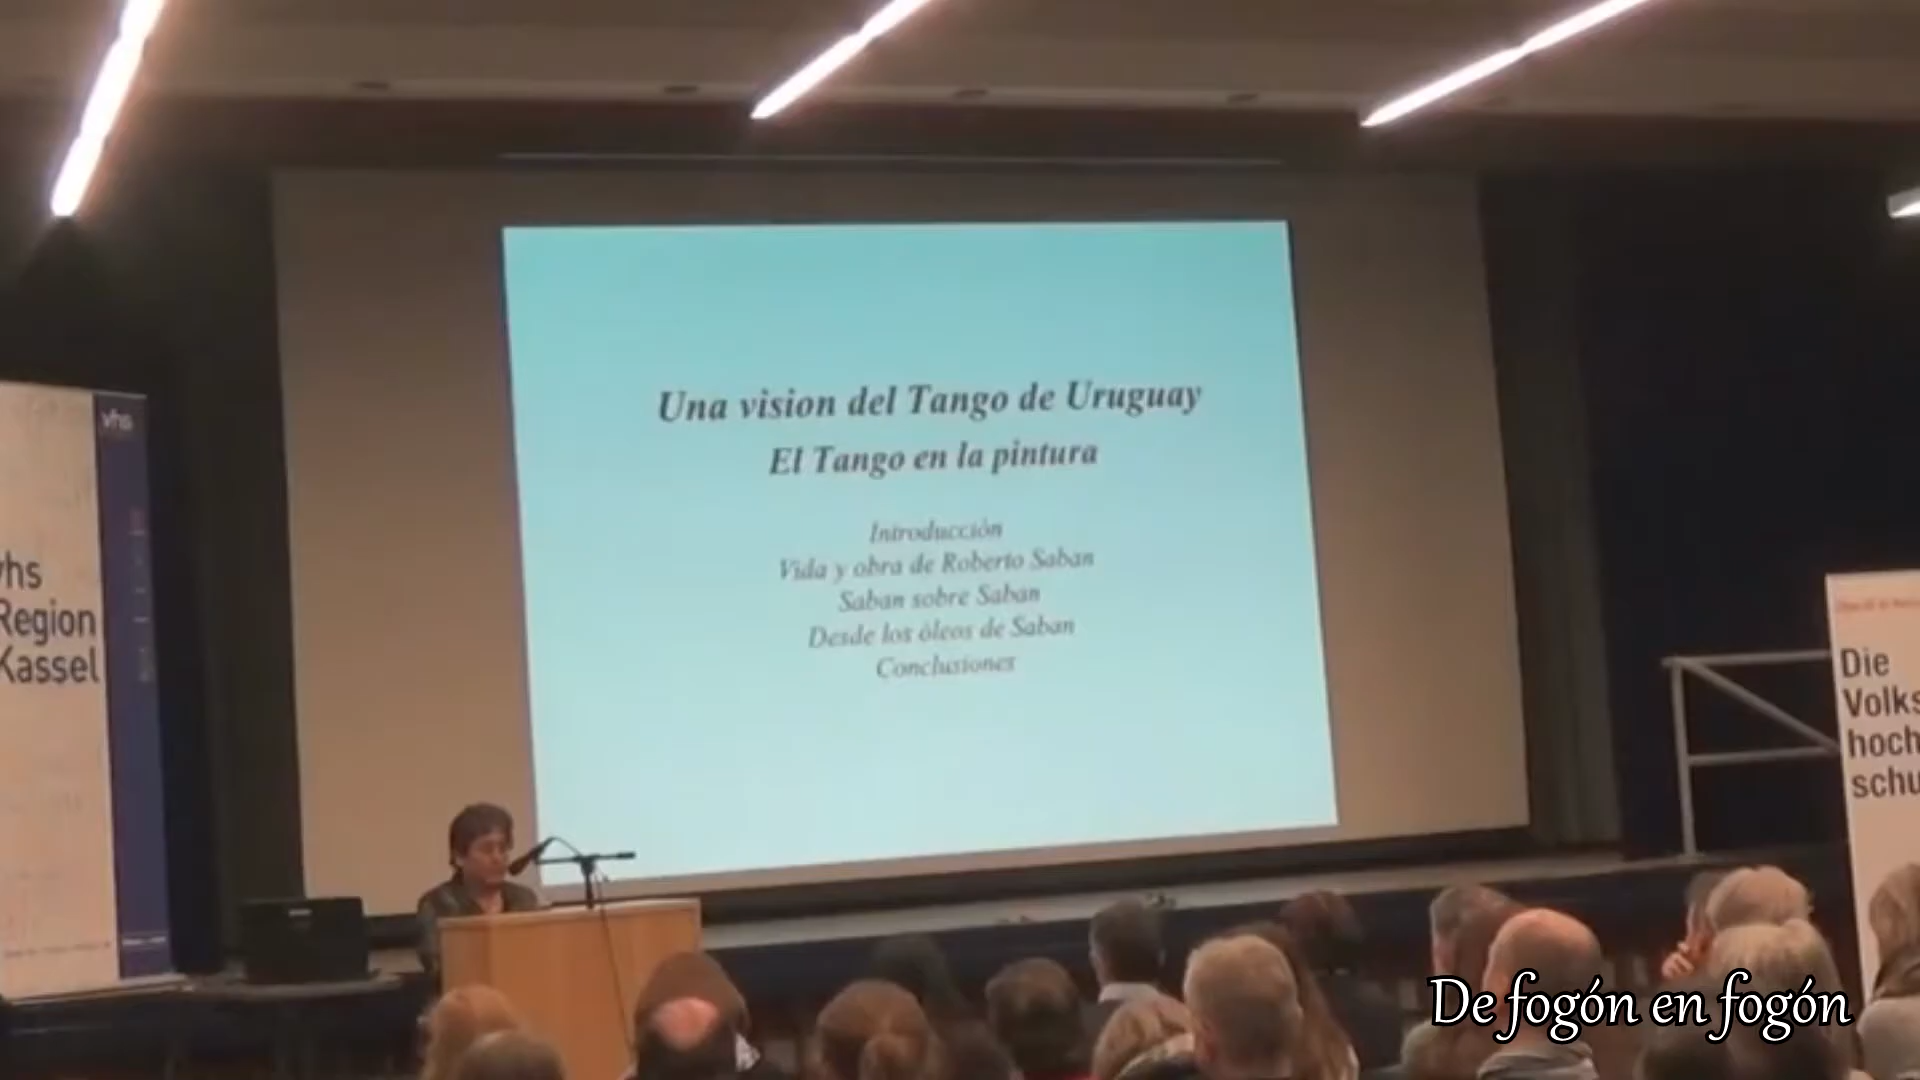 Una vision del Tango de Uruguay
El Tango en la pintura
Introducción
Vida y obra de Roberto Saban
Saban sobre Saban
Desde los óleos de Saban
Conclusiones
vhs
vhs
Region
Kassel
Die
Volks
hoch
schu
De fogón en fogón